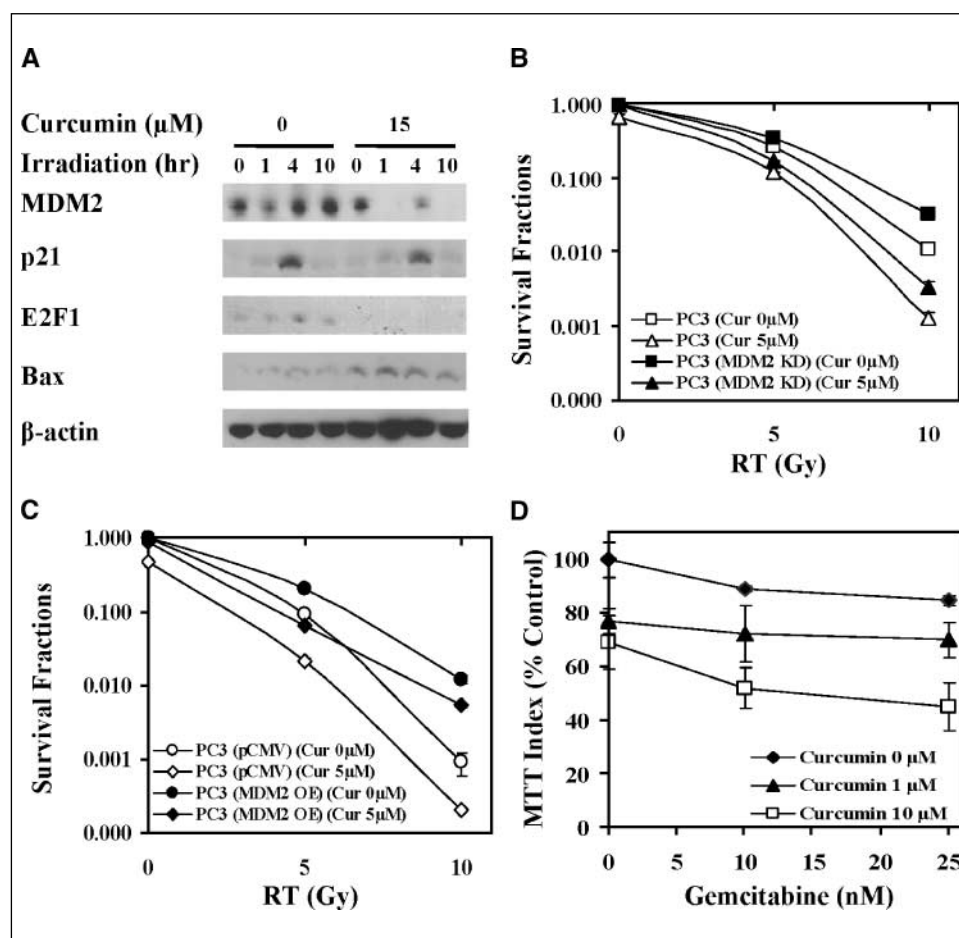 A
Curcumin (µM) 0 15
Irradiation (hr) 0 1 4 10 0 1 4 10
MDM2
p21
E2F1
Bax
β-actin
B
Survival Fractions
1.000
0.100
0.010
0.001
0.000
PC3 (Cur 0µM)
PC3 (Cur 5µM)
PC3 (MDM2 KD) (Cur 0µM)
PC3 (MDM2 KD) (Cur 5µM)
0 5 10
RT (Gy)
C
Survival Fractions
1.000
0.100
0.010
0.001
0.000
PC3 (pCMV) (Cur 0µM)
PC3 (pCMV) (Cur 5µM)
PC3 (MDM2 OE) (Cur 0µM)
PC3 (MDM2 OE) (Cur 5µM)
0 5 10
RT (Gy)
D
MTT Index (% Control)
100
80
60
40
20
0
Curcumin 0 µM
Curcumin 1 µM
Curcumin 10 µM
0 5 10 15 20 25
Gemcitabine (nM)